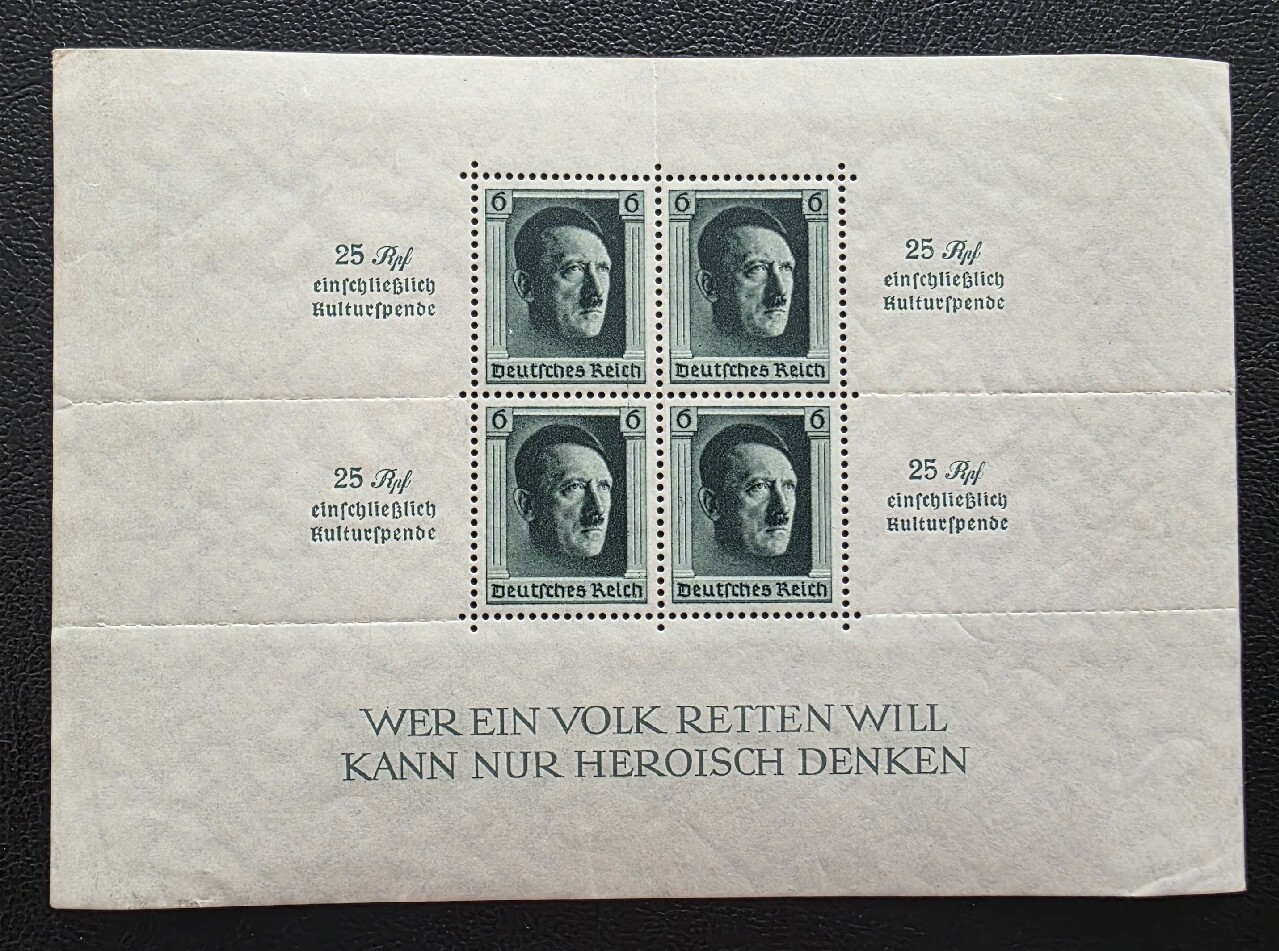 6 6 6 6
25 Rpf
einſchließlich
Kulturſpende
25 Rpf
einſchließlich
Kulturſpende
Deutſches Reich Deutſches Reich
6 6 6 6
25 Rpf
einſchließlich
Kulturſpende
25 Rpf
einſchließlich
Kulturſpende
Deutſches Reich Deutſches Reich
WER EIN VOLK RETTEN WILL
KANN NUR HEROISCH DENKEN